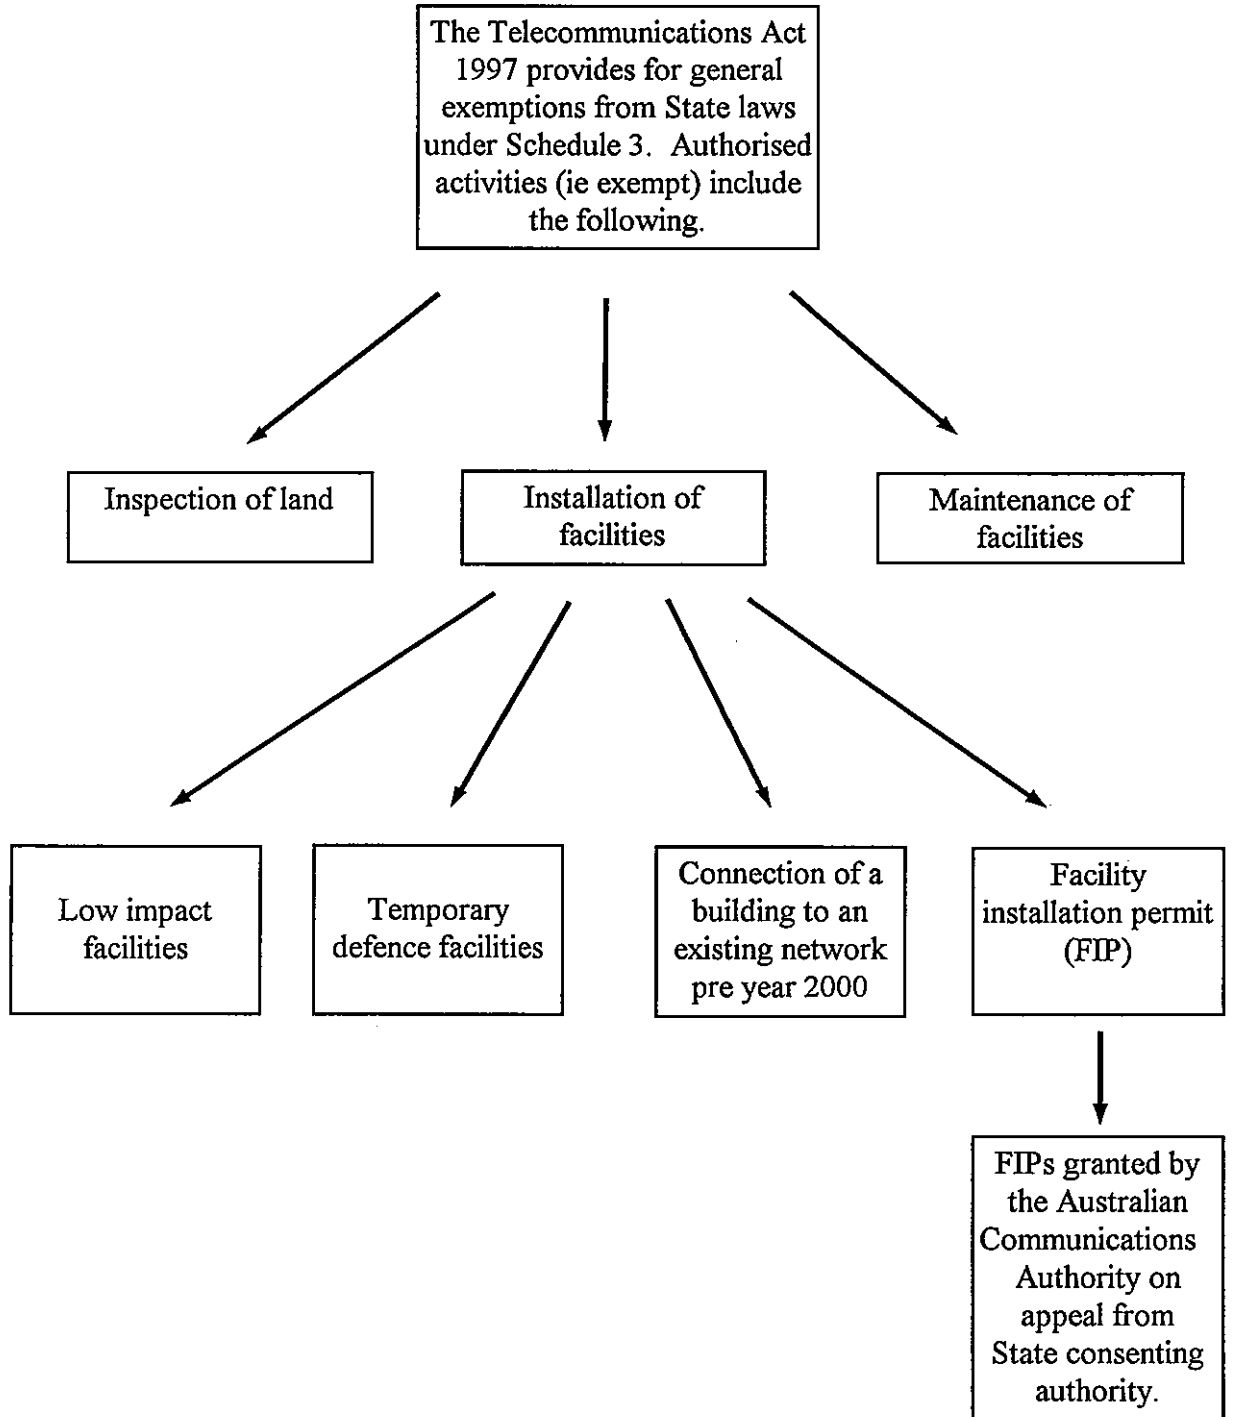 The Telecommunications Act
1997 provides for general
exemptions from State laws
under Schedule 3. Authorised
activities (ie exempt) include
the following.
Inspection of land
Installation of
facilities
Maintenance of
facilities
Low impact
facilities
Temporary
defence facilities
Connection of a
building to an
existing network
pre year 2000
Facility
installation permit
(FIP)
FIPs granted by
the Australian
Communications
Authority on
appeal from
State consenting
authority.